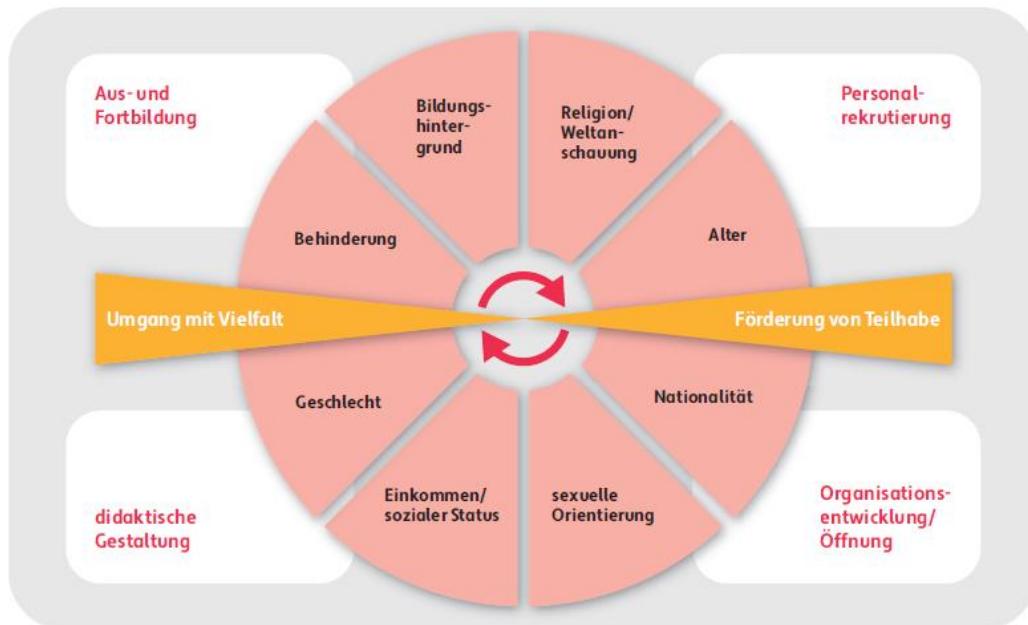 Aus- und
Fortbildung
Bildungs-
hinter-
grund
Religion/
Weltan-
schauung
Personal-
rekrutierung
Behinderung
Alter
Umgang mit Vielfalt
Förderung von Teilhabe
Geschlecht
Nationalität
didaktische
Gestaltung
Einkommen/
sozialer Status
sexuelle
Orientierung
Organisations-
entwicklung/
Öffnung